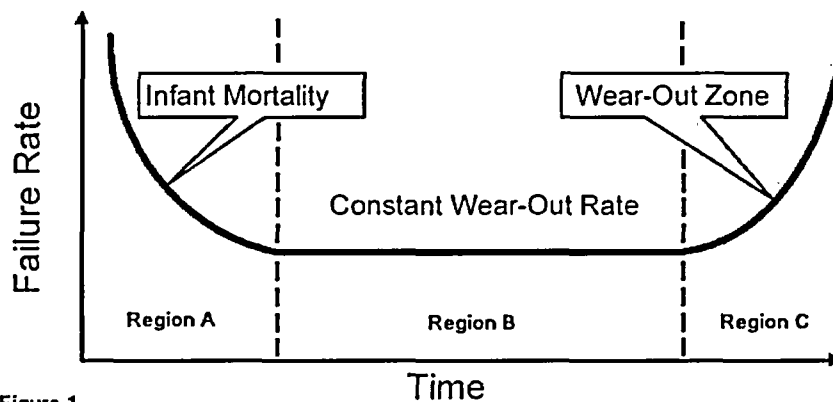 Infant Mortality
Wear-Out Zone
Constant Wear-Out Rate
Failure Rate
Region A
Region B
Region C
Time
Figure 1